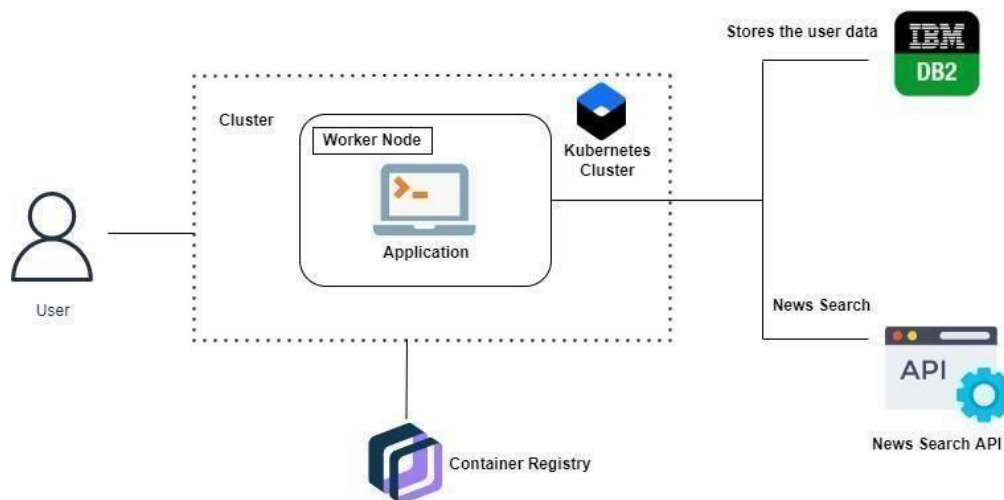 Stores the user data
IBM
DB2
Cluster
Worker Node
Kubernetes
Cluster
Application
User
News Search
API
News Search API
Container Registry